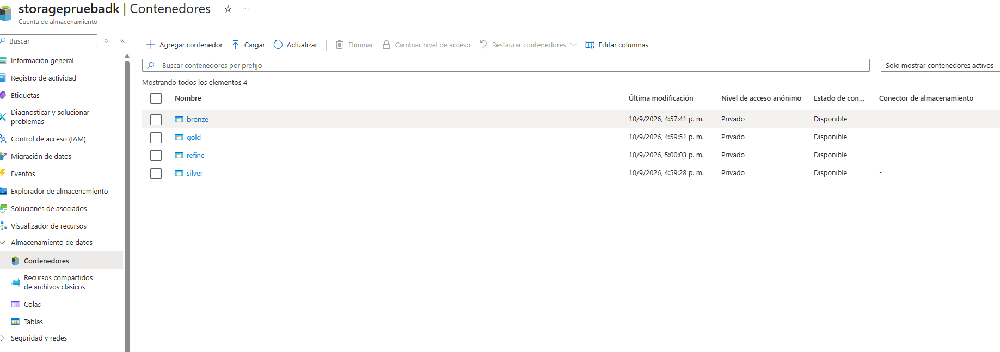 storagepruebadk | Contenedores
Cuenta de almacenamiento
Buscar
Información general
Registro de actividad
Etiquetas
Diagnosticar y solucionar
problemas
Control de acceso (IAM)
Migración de datos
Eventos
Explorador de almacenamiento
Soluciones de asociados
Visualizador de recursos
Almacenamiento de datos
Contenedores
Recursos compartidos
de archivos clásicos
Colas
Tablas
Seguridad y redes
Agregar contenedor Cargar Actualizar Eliminar Cambiar nivel de acceso Restaurar contenedores Editar columnas
Buscar contenedores por prefijo Solo mostrar contenedores activos
Mostrando todos los elementos 4
Nombre Última modificación Nivel de acceso anónimo Estado de con... Conector de almacenamiento
bronze 10/9/2026, 4:57:41 p. m. Privado Disponible -
gold 10/9/2026, 4:59:51 p. m. Privado Disponible -
refine 10/9/2026, 5:00:03 p. m. Privado Disponible -
silver 10/9/2026, 4:59:28 p. m. Privado Disponible -